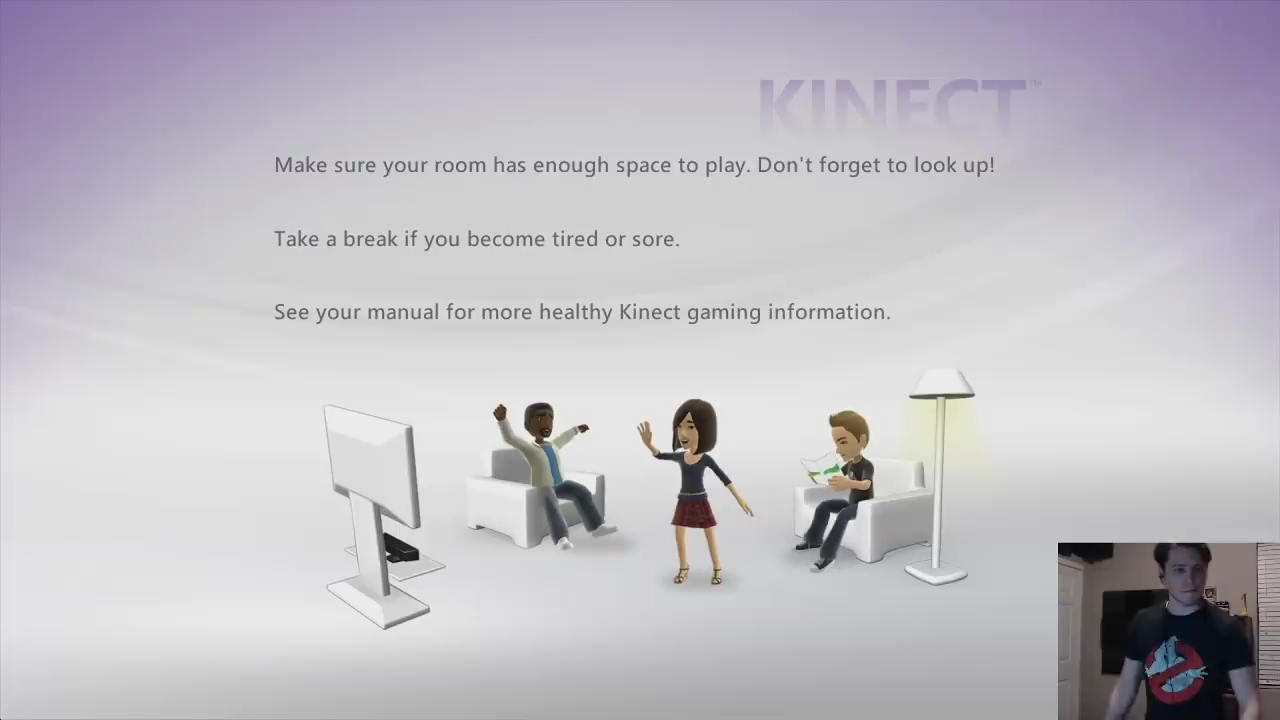 KINECT™
Make sure your room has enough space to play. Don't forget to look up!
Take a break if you become tired or sore.
See your manual for more healthy Kinect gaming information.